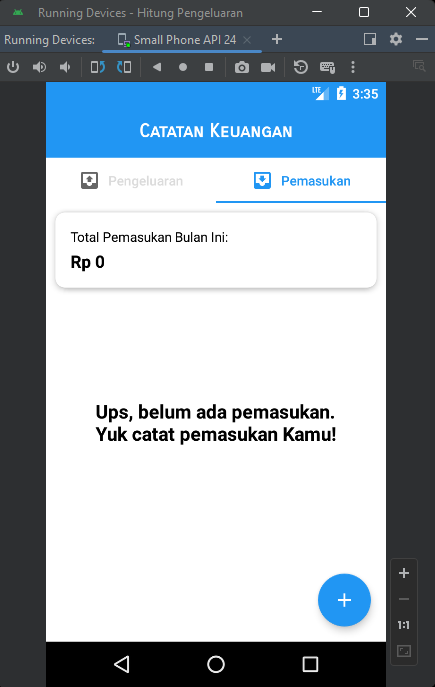 Running Devices - Hitung Pengeluaran
Running Devices:
Small Phone API 24
LTE 3:35
Catatan Keuangan
Pengeluaran
Pemasukan
Total Pemasukan Bulan Ini:
Rp 0
Ups, belum ada pemasukan.
Yuk catat pemasukan Kamu!
1:1